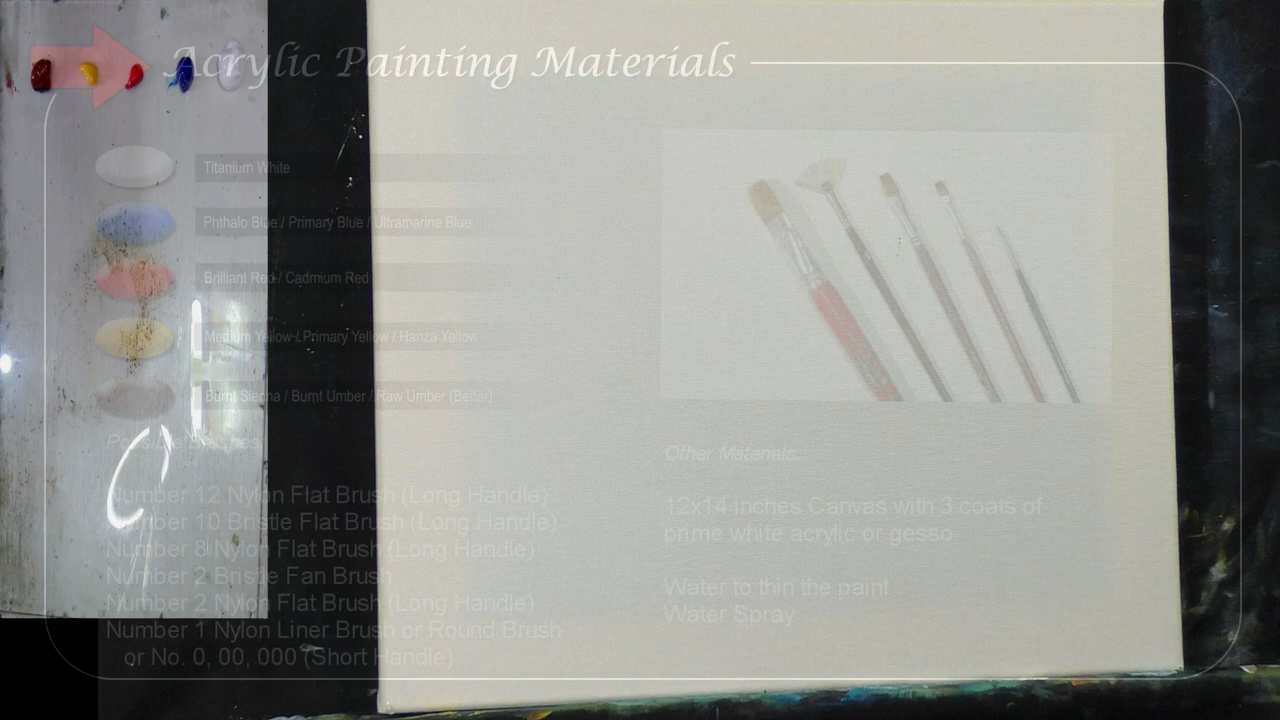 Acrylic Painting Materials
Titanium White
Phthalo Blue / Primary Blue / Ultramarine Blue
Brilliant Red / Cadmium Red
Medium Yellow / Primary Yellow / Hanza Yellow
Burnt Sienna / Burnt Umber / Raw Umber (Better)
Possible Brushes
Number 12 Nylon Flat Brush (Long Handle)
Number 10 Bristle Flat Brush (Long Handle)
Number 8 Nylon Flat Brush (Long Handle)
Number 2 Bristle Fan Brush
Number 2 Nylon Flat Brush (Long Handle)
Number 1 Nylon Liner Brush or Round Brush
or No. 0, 00, 000 (Short Handle)
Other Materials:
12x14 inches Canvas with 3 coats of
prime white acrylic or gesso
Water to thin the paint
Water Spray